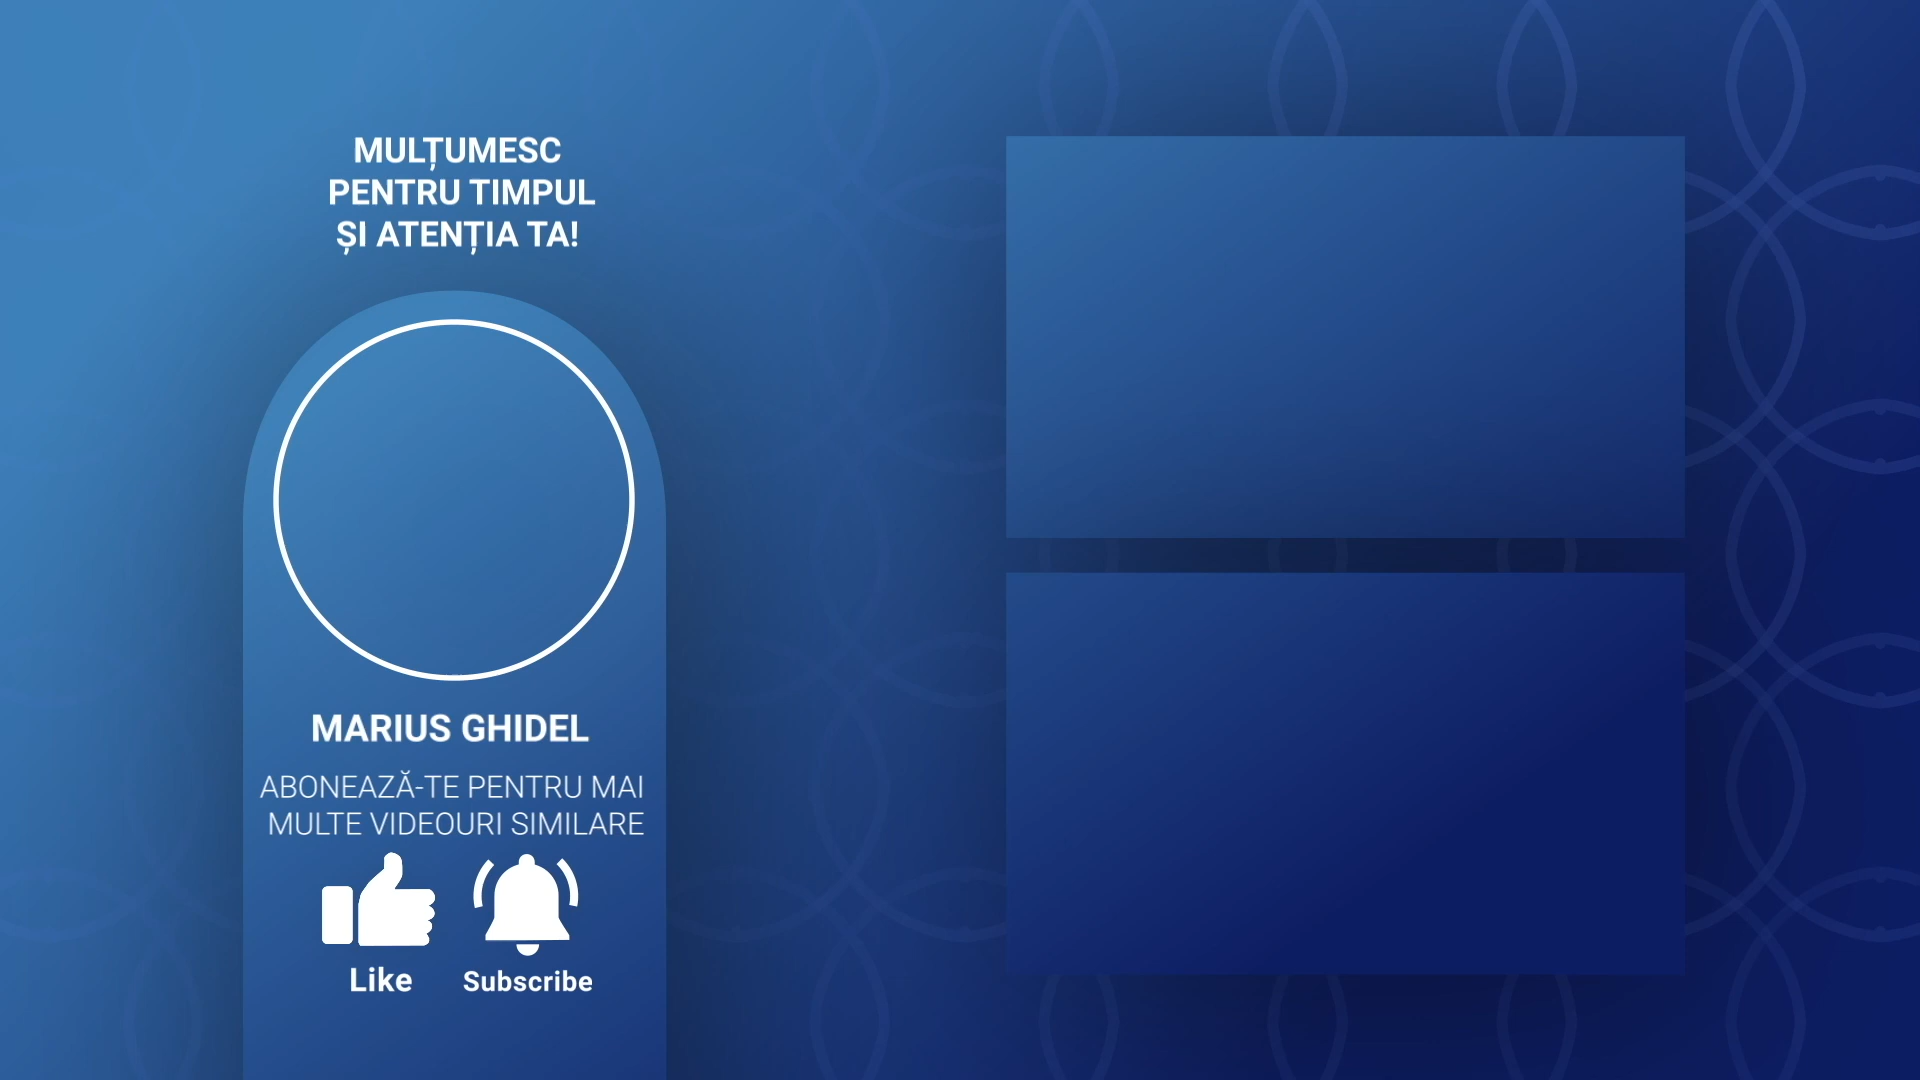 MULȚUMESC
PENTRU TIMPUL
ȘI ATENȚIA TA!
MARIUS GHIDEL
ABONEAZĂ-TE PENTRU MAI
MULTE VIDEOURI SIMILARE
Like
Subscribe